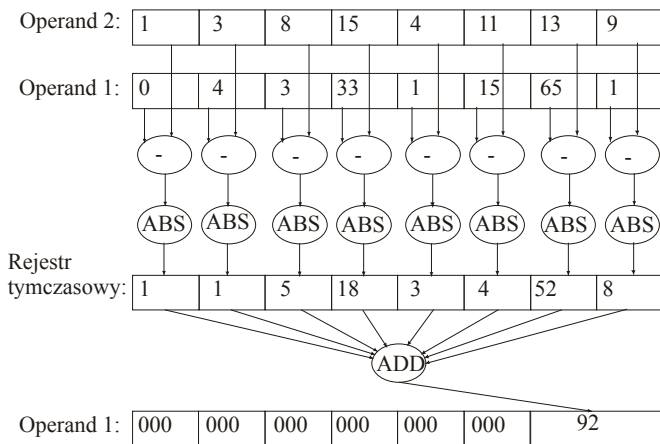 Operand 2: 1 3 8 15 4 11 13 9
Operand 1: 0 4 3 33 1 15 65 1
- - - - - - - -
ABS ABS ABS ABS ABS ABS ABS ABS
Rejestr
tymczasowy: 1 1 5 18 3 4 52 8
ADD
Operand 1: 000 000 000 000 000 000 92